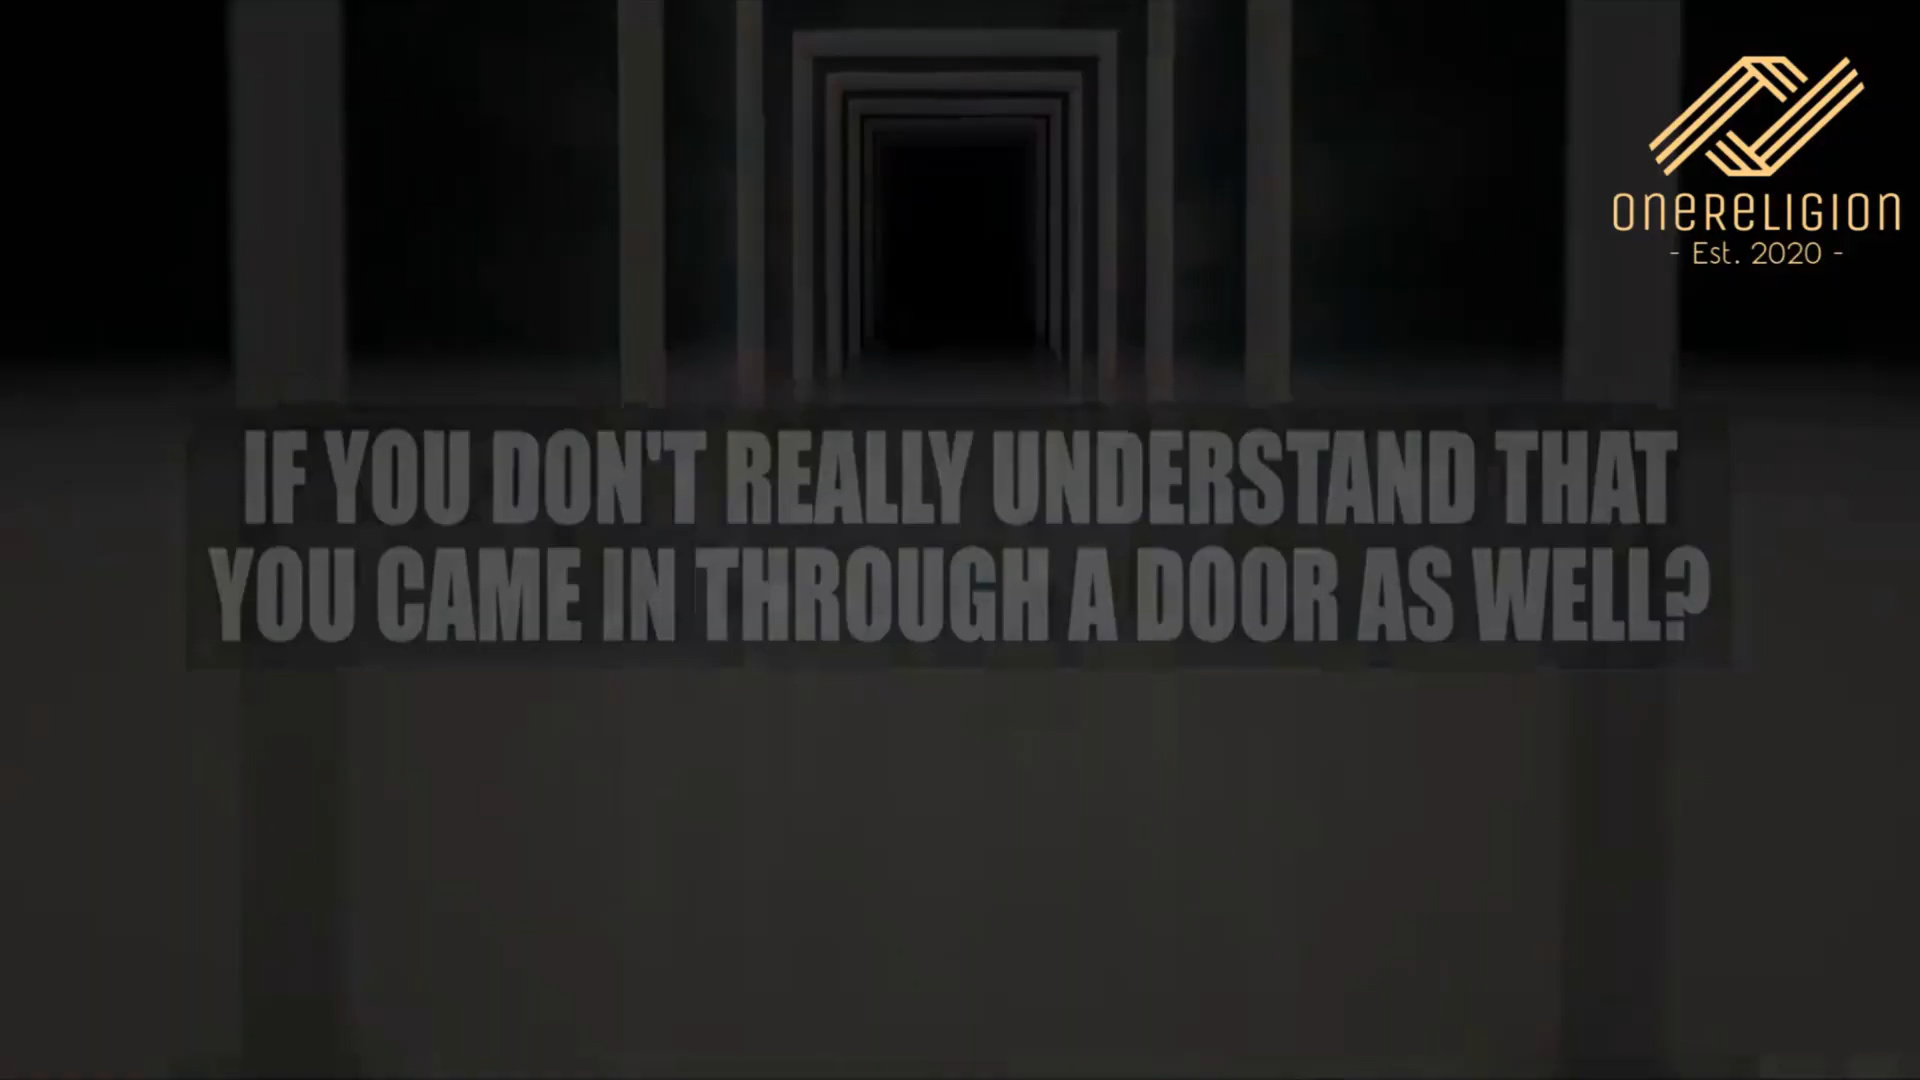 ONERELIGION
- Est. 2020 -
IF YOU DON'T REALLY UNDERSTAND THAT
YOU CAME IN THROUGH A DOOR AS WELL?